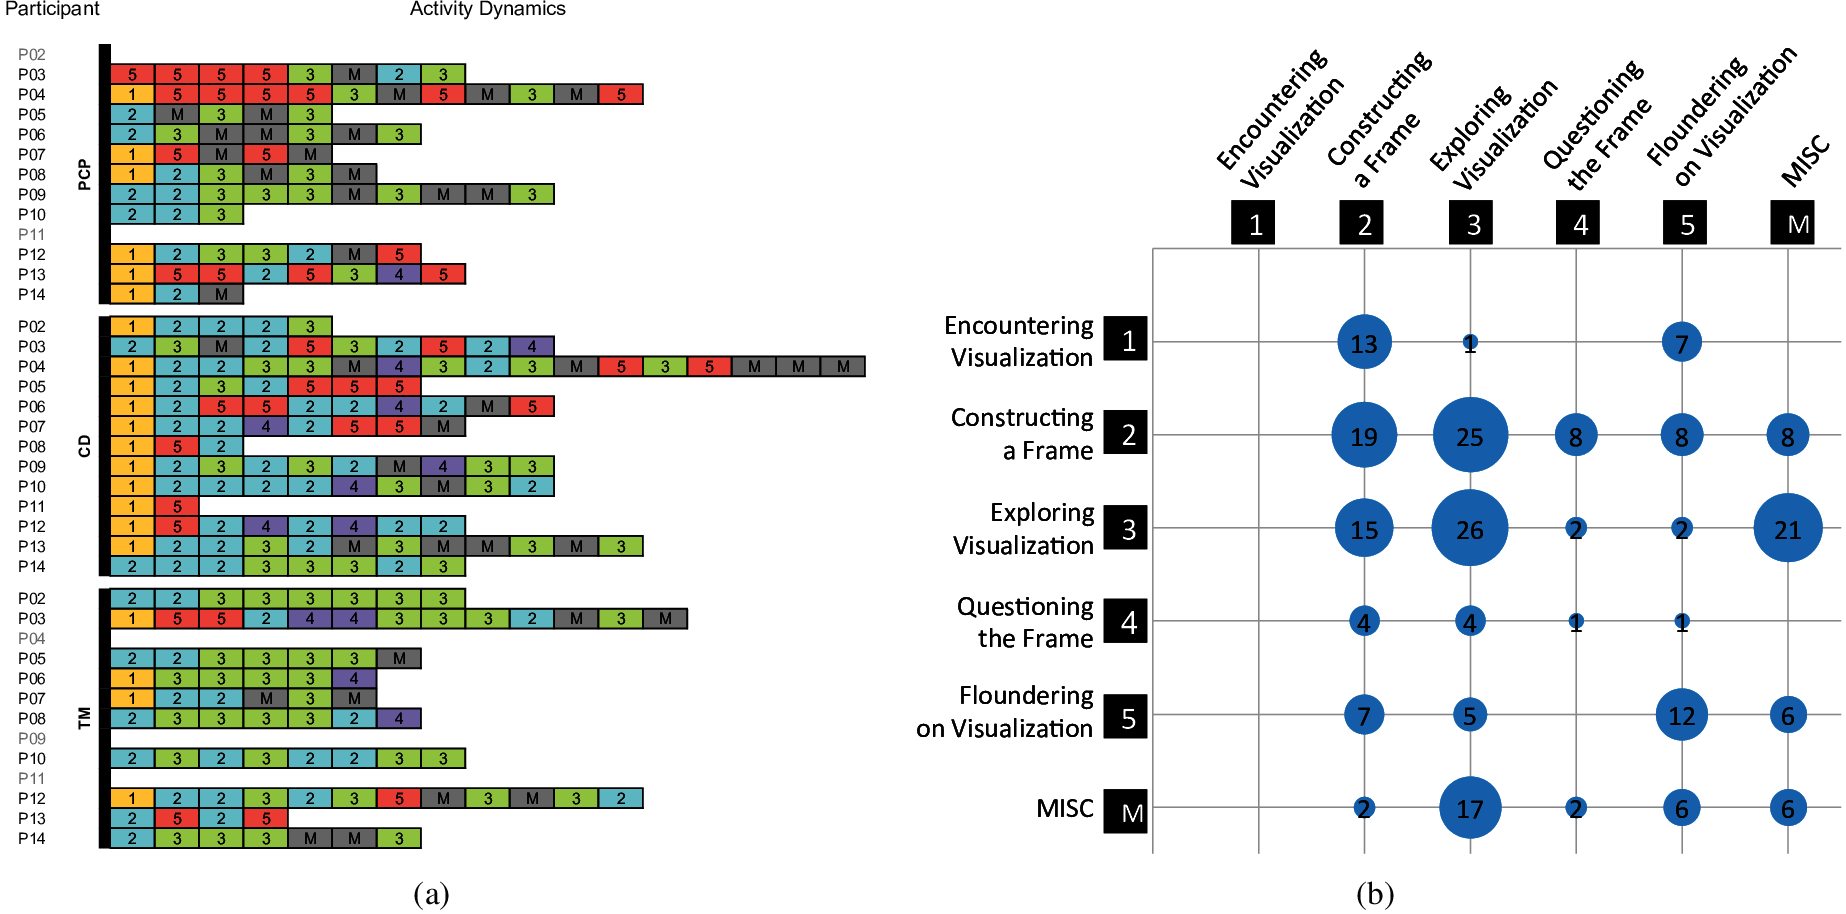 Participant Activity Dynamics
PCP
P02
P03 5 5 5 5 3 M 2 3
P04 1 5 5 5 5 3 M 5 M 3 M 5
P05 2 M 3 M 3
P06 2 3 M M 3 M 3
P07 1 5 M 5 M
P08 1 2 3 M 3 M
P09 2 2 3 3 3 M 3 M M 3
P10 2 2 3
P11
P12 1 2 3 3 2 M 5
P13 1 5 5 2 5 3 4 5
P14 1 2 M
CD
P02 1 2 2 2 3
P03 2 3 M 2 5 3 2 5 2 4
P04 1 2 2 3 3 M 4 3 2 3 M 5 3 5 M M M
P05 1 2 3 2 5 5 5
P06 1 2 5 5 2 2 4 2 M 5
P07 1 2 2 4 2 5 5 M
P08 1 5 2
P09 1 2 3 2 3 2 M 4 3 3
P10 1 2 2 2 2 4 3 M 3 2
P11 1 5
P12 1 5 2 4 2 4 2 2
P13 1 2 2 3 2 M 3 M M 3 M 3
P14 2 2 2 3 3 3 2 3
TM
P02 2 2 3 3 3 3 3 3
P03 1 5 5 2 4 4 3 3 3 2 M 3 M
P04
P05 2 2 3 3 3 3 M
P06 1 3 3 3 3 4
P07 1 2 2 M 3 M
P08 2 3 3 3 3 2 4
P09
P10 2 3 2 3 2 2 3 3
P11
P12 1 2 2 3 2 3 5 M 3 M 3 2
P13 2 5 2 5
P14 2 3 3 3 M M 3
(a)
Encountering
Visualization
Constructing
a Frame
Exploring
Visualization
Questioning
the Frame
Floundering
on Visualization
MISC
1 2 3 4 5 M
Encountering
Visualization
1 13 1 7
Constructing
a Frame
2 19 25 8 8 8
Exploring
Visualization
3 15 26 2 2 21
Questioning
the Frame
4 4 4 1 1
Floundering
on Visualization
5 7 5 12 6
MISC M 2 17 2 6 6
(b)